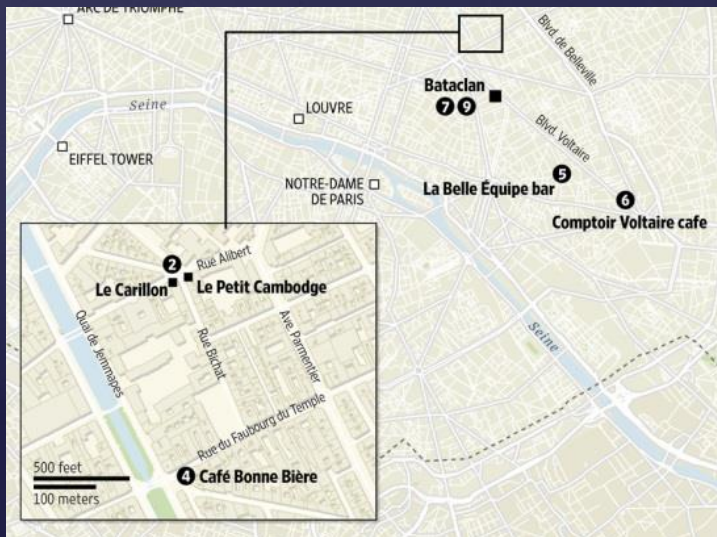 ARC DE TRIOMPHE
Blvd. de Belleville
Bataclan
7 9
Seine
LOUVRE
Blvd. Voltaire
EIFFEL TOWER
NOTRE-DAME
DE PARIS
5
La Belle Équipe bar
6
Comptoir Voltaire cafe
Seine
2
Rue Alibert
Le Carillon
Le Petit Cambodge
Quai de Jemmapes
Rue Bichat
Ave. Parmentier
Rue du Faubourg du Temple
4 Café Bonne Bière
500 feet
100 meters